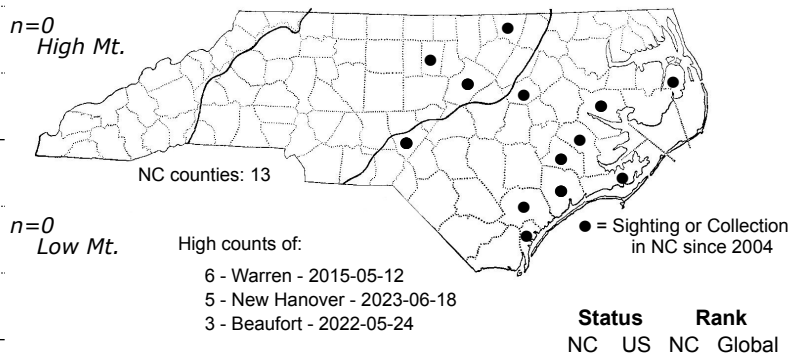 n=0
High Mt.
NC counties: 13
n=0
Low Mt.
High counts of:
6 - Warren - 2015-05-12
5 - New Hanover - 2023-06-18
3 - Beaufort - 2022-05-24
● = Sighting or Collection
in NC since 2004
Status Rank
NC US NC Global